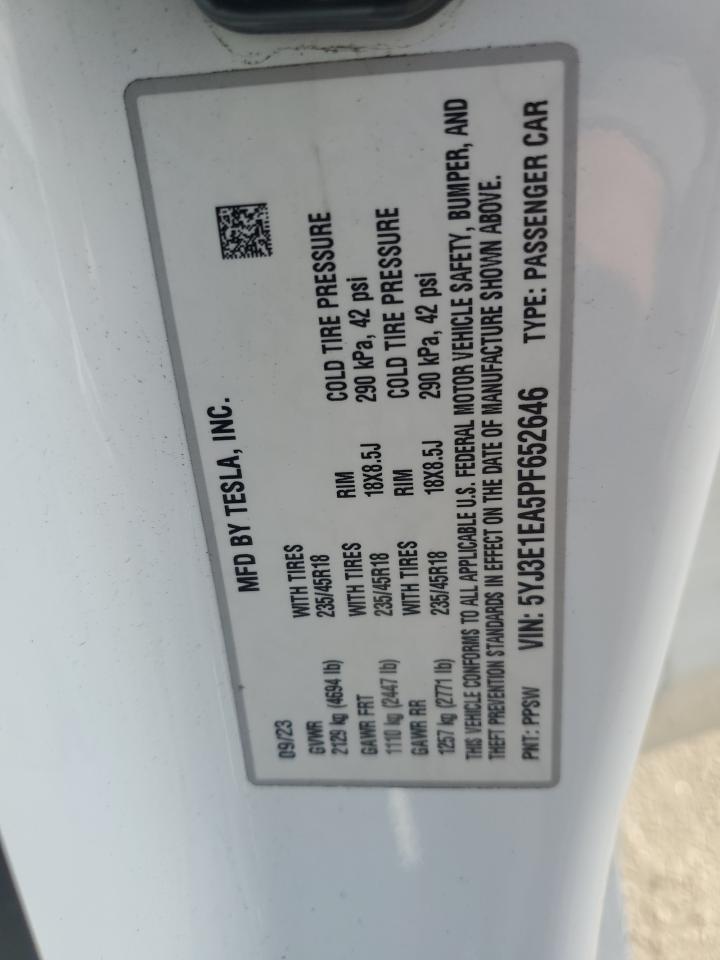 MFD BY TESLA, INC.
09/23
GVWR WITH TIRES RIM COLD TIRE PRESSURE
2129 kg (4694 lb) 235/45R18 18X8.5J 290 kPa, 42 psi
GAWR FRT WITH TIRES RIM COLD TIRE PRESSURE
1110 kg (2447 lb) 235/45R18 18X8.5J 290 kPa, 42 psi
GAWR RR WITH TIRES
1257 kg (2771 lb) 235/45R18
THIS VEHICLE CONFORMS TO ALL APPLICABLE U.S. FEDERAL MOTOR VEHICLE SAFETY, BUMPER, AND
THEFT PREVENTION STANDARDS IN EFFECT ON THE DATE OF MANUFACTURE SHOWN ABOVE.
PNT: PPSW VIN: 5YJ3E1EA5PF652646 TYPE: PASSENGER CAR